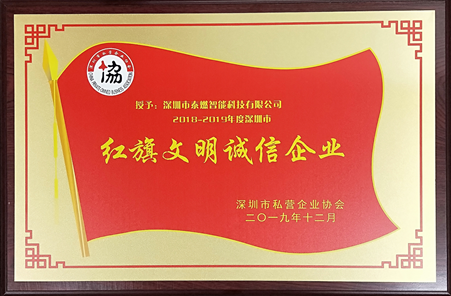 協
授予：深圳市泰燃智能科技有限公司
2018-2019年度深圳市
红旗文明诚信企业
深圳市私营企业协会
二〇一九年十二月